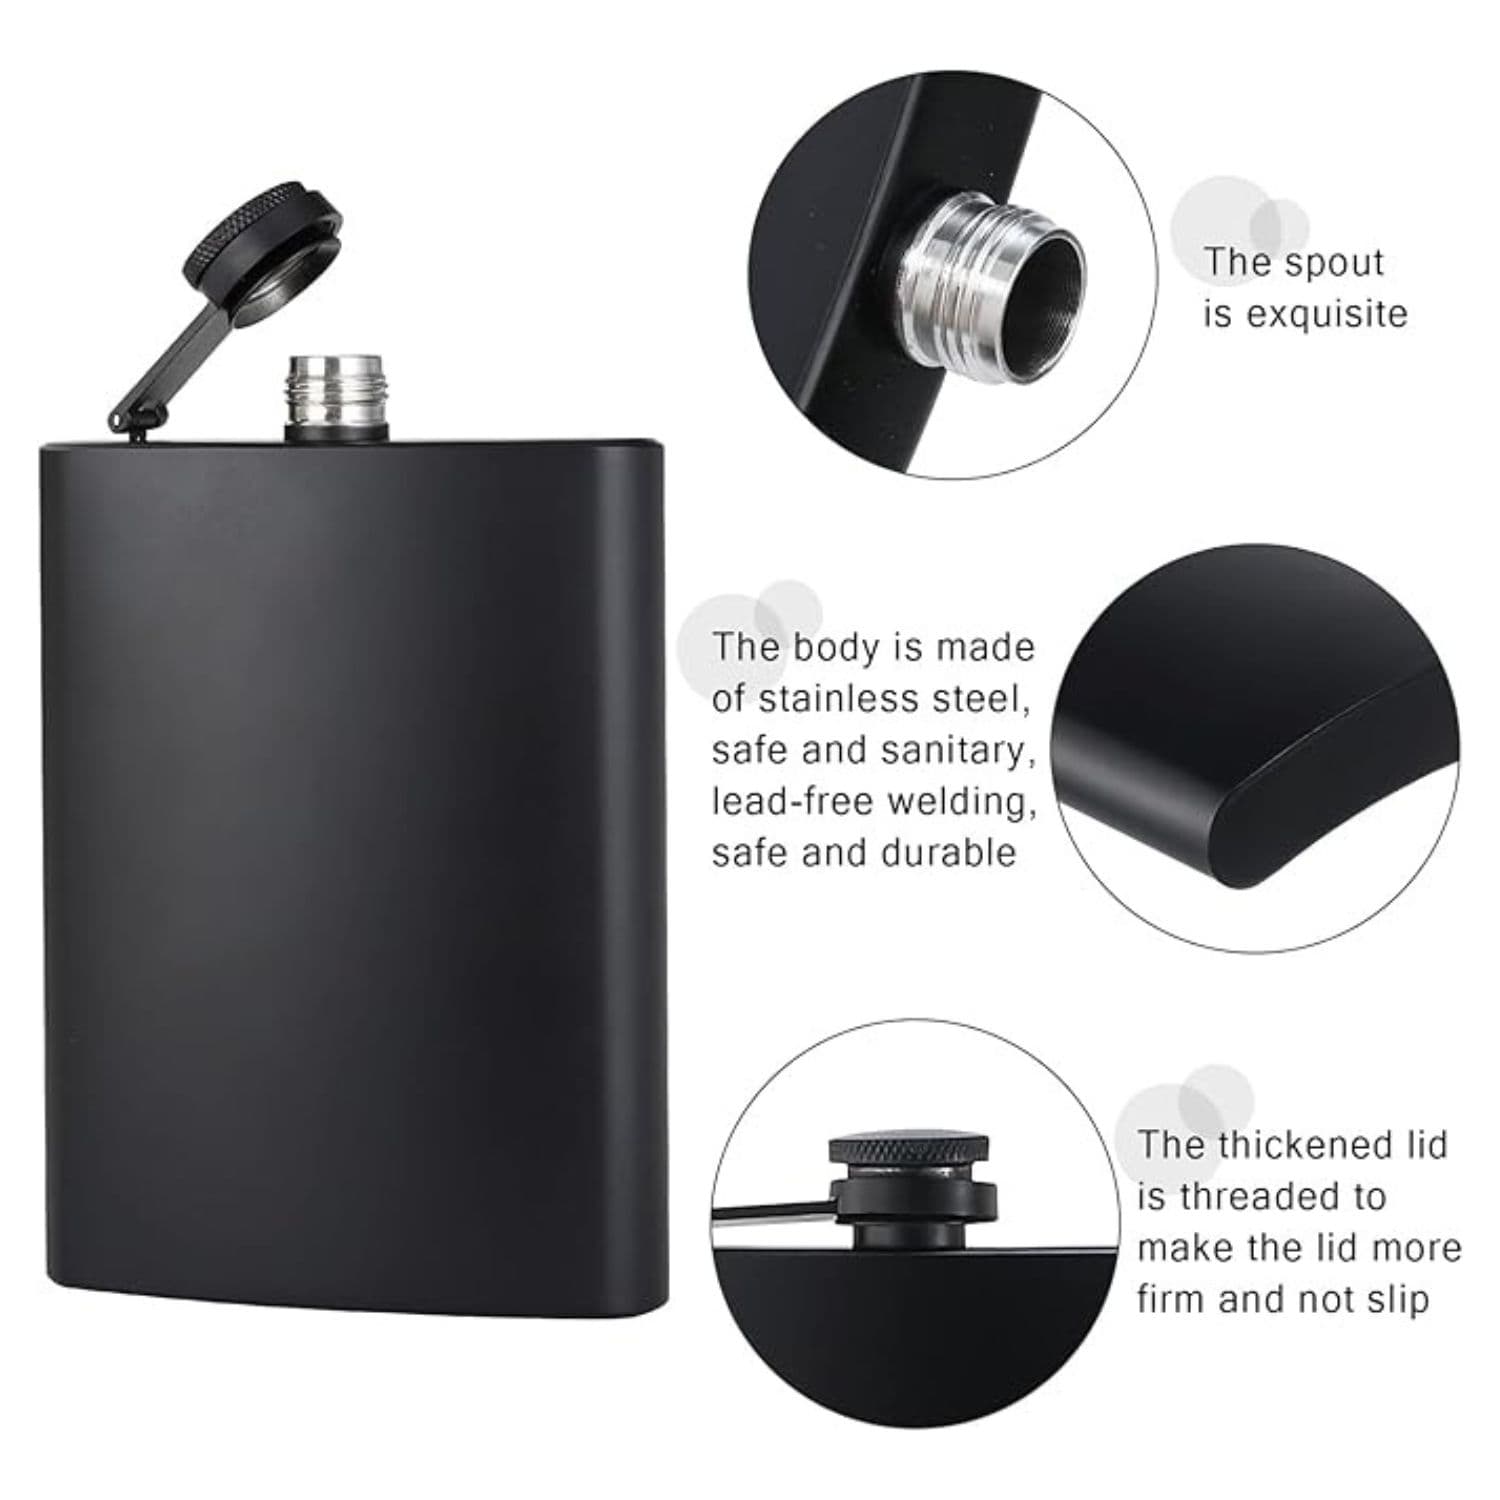 The spout
is exquisite
The body is made
of stainless steel,
safe and sanitary,
lead-free welding,
safe and durable
The thickened lid
is threaded to
make the lid more
firm and not slip